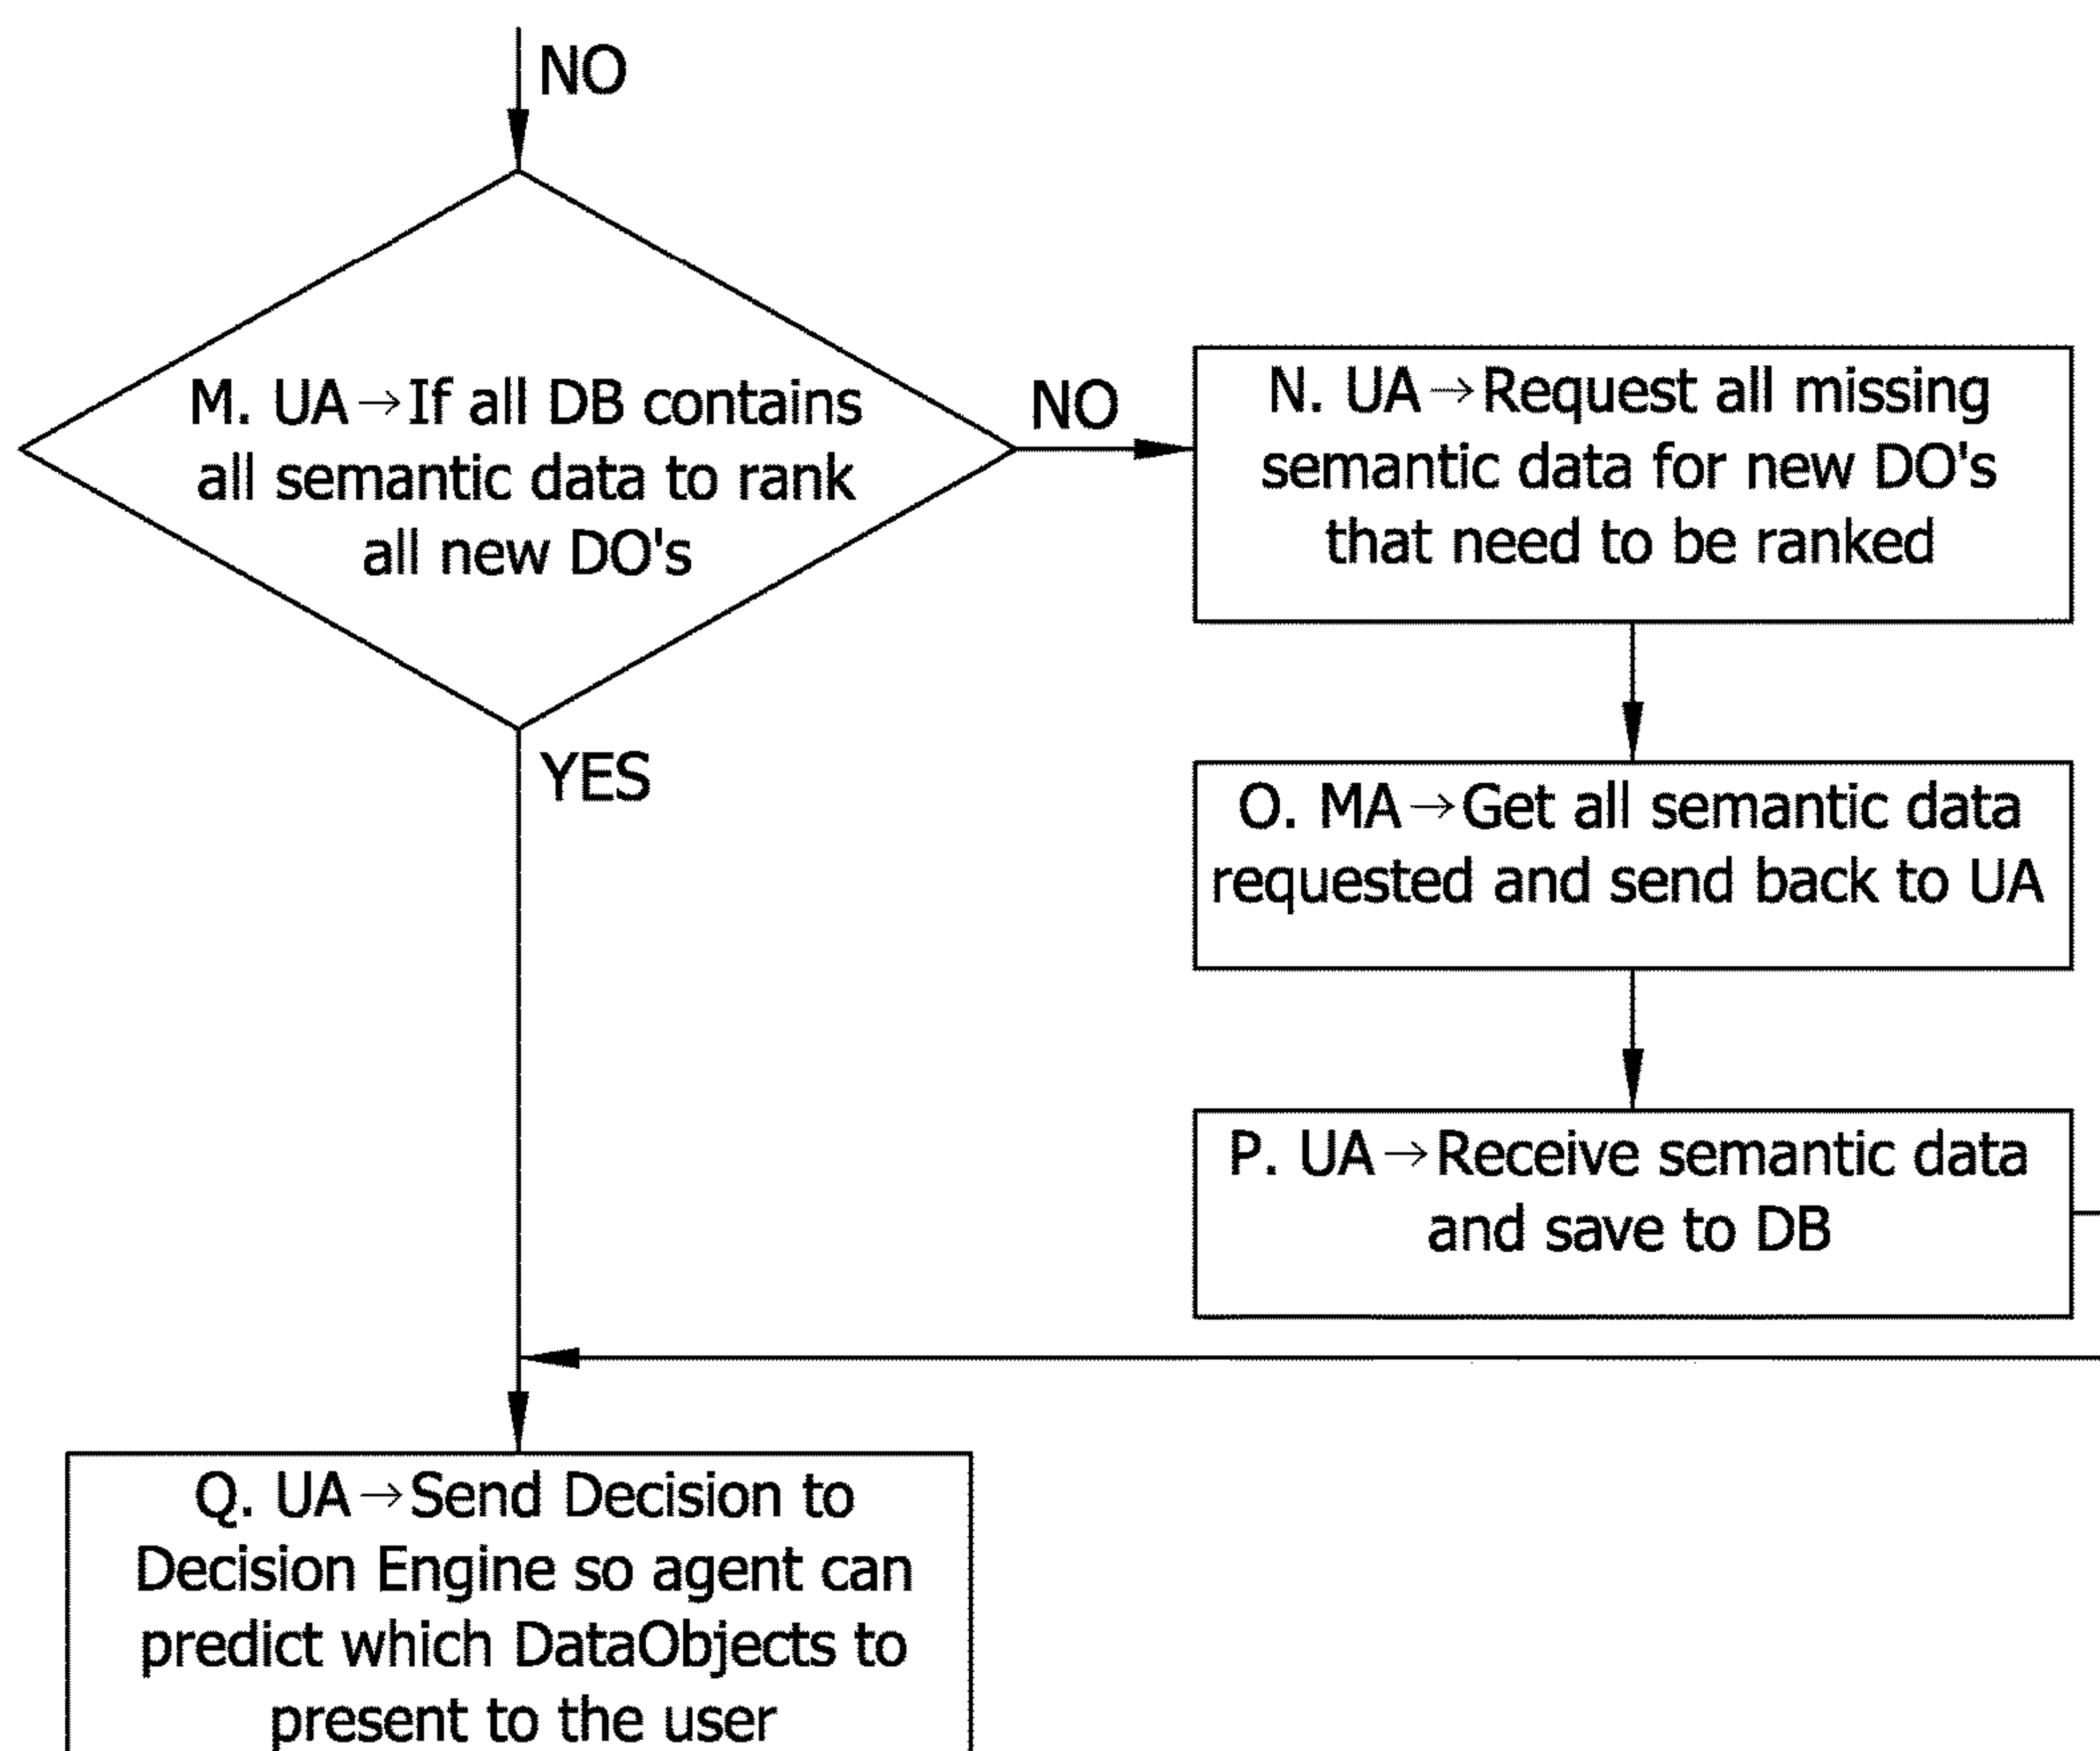 NO
M. UA→If all DB contains
all semantic data to rank
all new DO's
NO
N. UA→Request all missing
semantic data for new DO's
that need to be ranked
YES
O. MA→Get all semantic data
requested and send back to UA
P. UA→Receive semantic data
and save to DB
Q. UA→Send Decision to
Decision Engine so agent can
predict which DataObjects to
present to the user